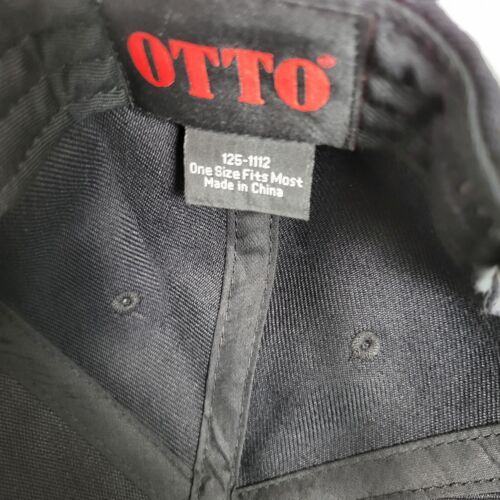 OTTO®
125-1112
One Size Fits Most
Made in China